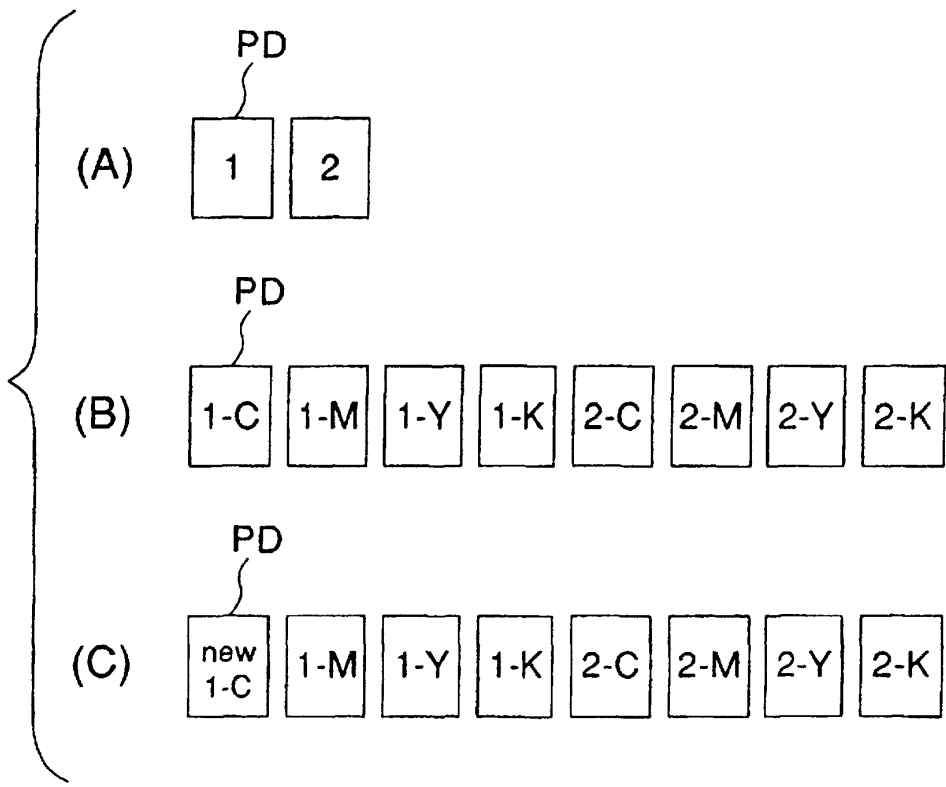 PD
(A) 1 2
PD
(B) 1-C 1-M 1-Y 1-K 2-C 2-M 2-Y 2-K
PD
(C) new 1-C 1-M 1-Y 1-K 2-C 2-M 2-Y 2-K